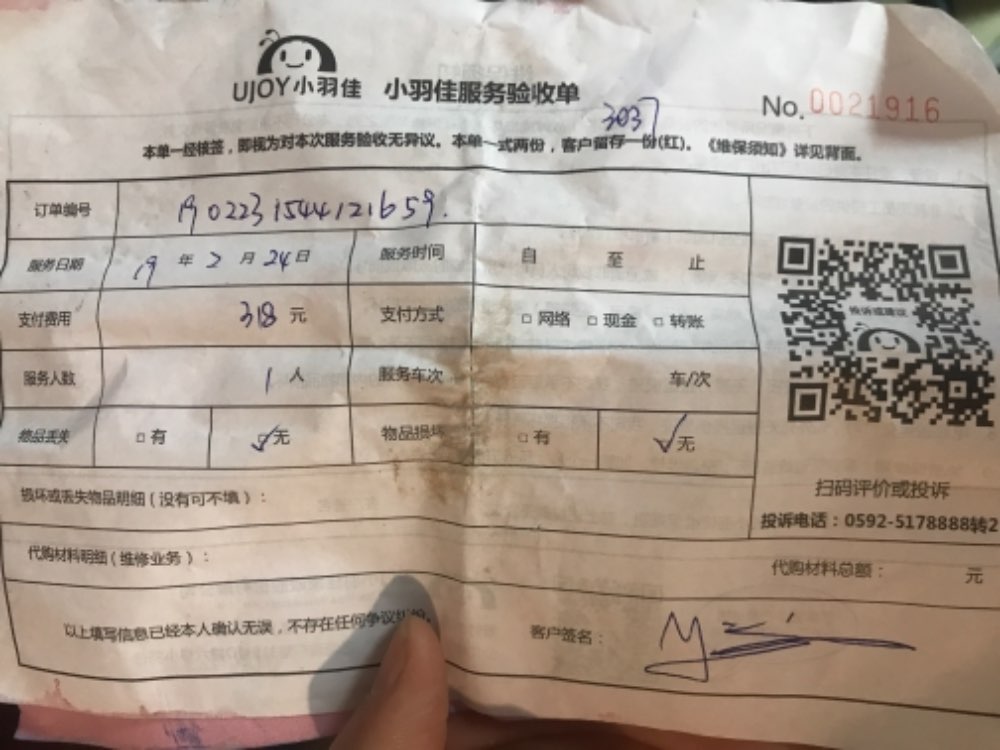 UJOY小羽佳 小羽佳服务验收单
No.0021916
3037
本单一经核签，即视为对本次服务验收无异议。本单一式两份，客户留存一份(红)。《维保须知》详见背面。
订单编号 190223154412165 9.
服务日期 19 年 2 月 24 日 服务时间 自 至 止
支付费用 318 元 支付方式 □网络 □现金 □转账
服务人数 1 人 服务车次 车/次
物品丢失 □有 ☑无 物品损坏 □有 ✓无
投诉或建议
扫码评价或投诉
投诉电话：0592-5178888转2
损坏或丢失物品明细（没有可不填）：
代购材料明细（维修业务）： 代购材料总额： 元
以上填写信息已经本人确认无误，不存在任何争议纠纷。 客户签名：